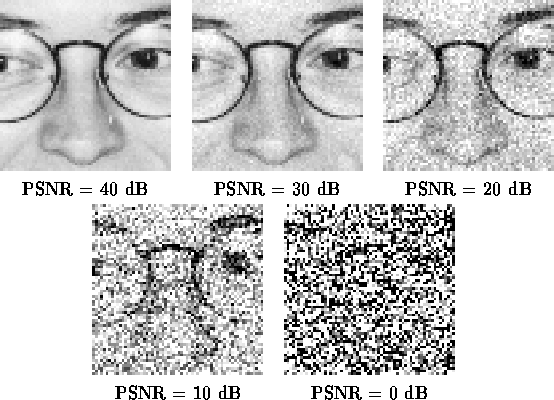 PSNR = 40 dB
PSNR = 30 dB
PSNR = 20 dB
PSNR = 10 dB
PSNR = 0 dB